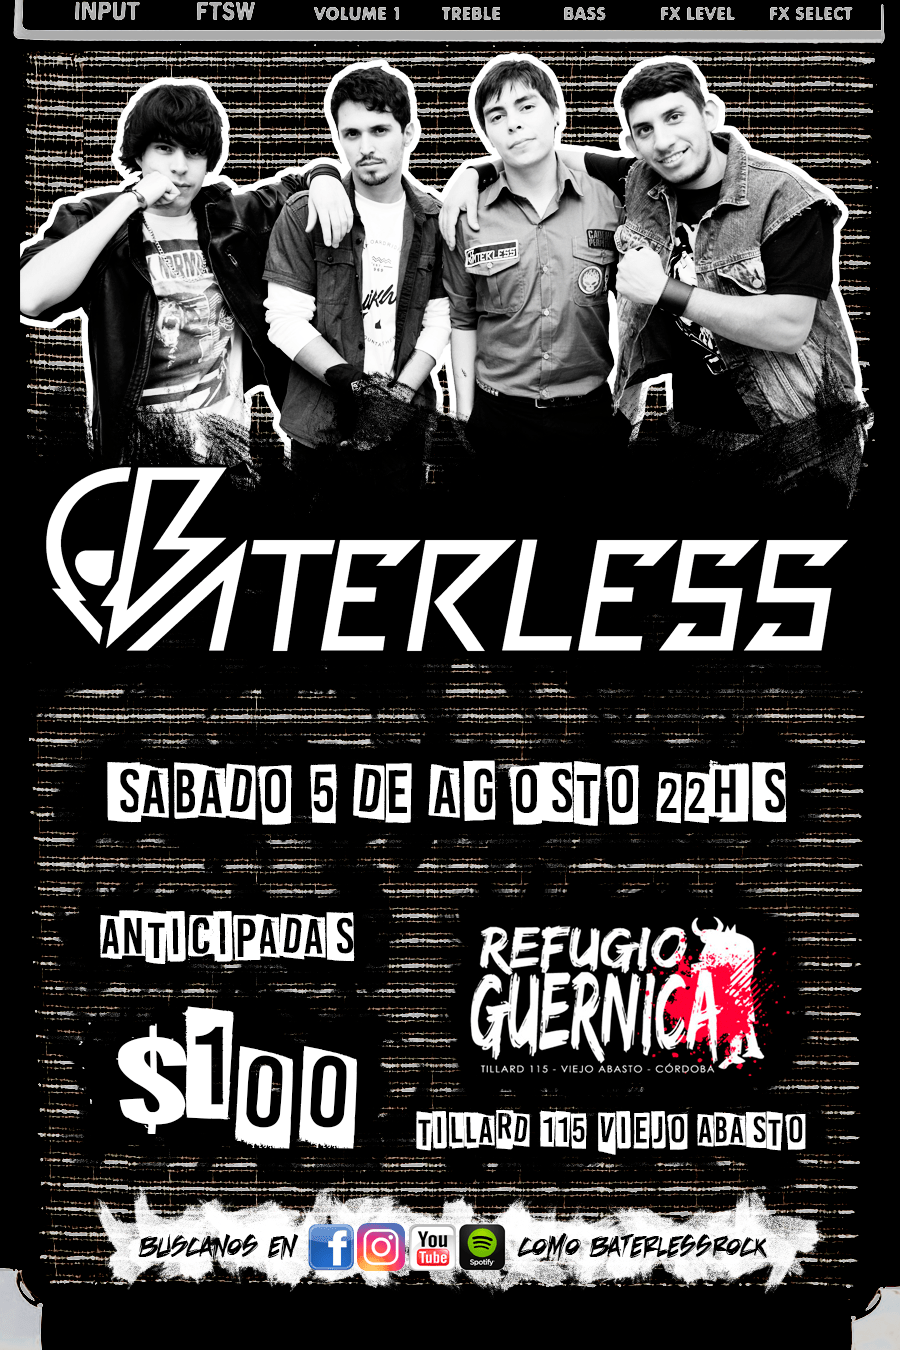 INPUT FTSW VOLUME 1 TREBLE BASS FX LEVEL FX SELECT
BATERLESS
BATERLESS
SABADO 5 DE AGOSTO 22HS
ANTICIPADAS
$100
REFUGIO
GUERNICA
TILLARD 115 - VIEJO ABASTO - CÓRDOBA
TILLARD 115 VIEJO ABASTO
BUSCANOS EN f You Tube Spotify COMO BATERLESSROCK